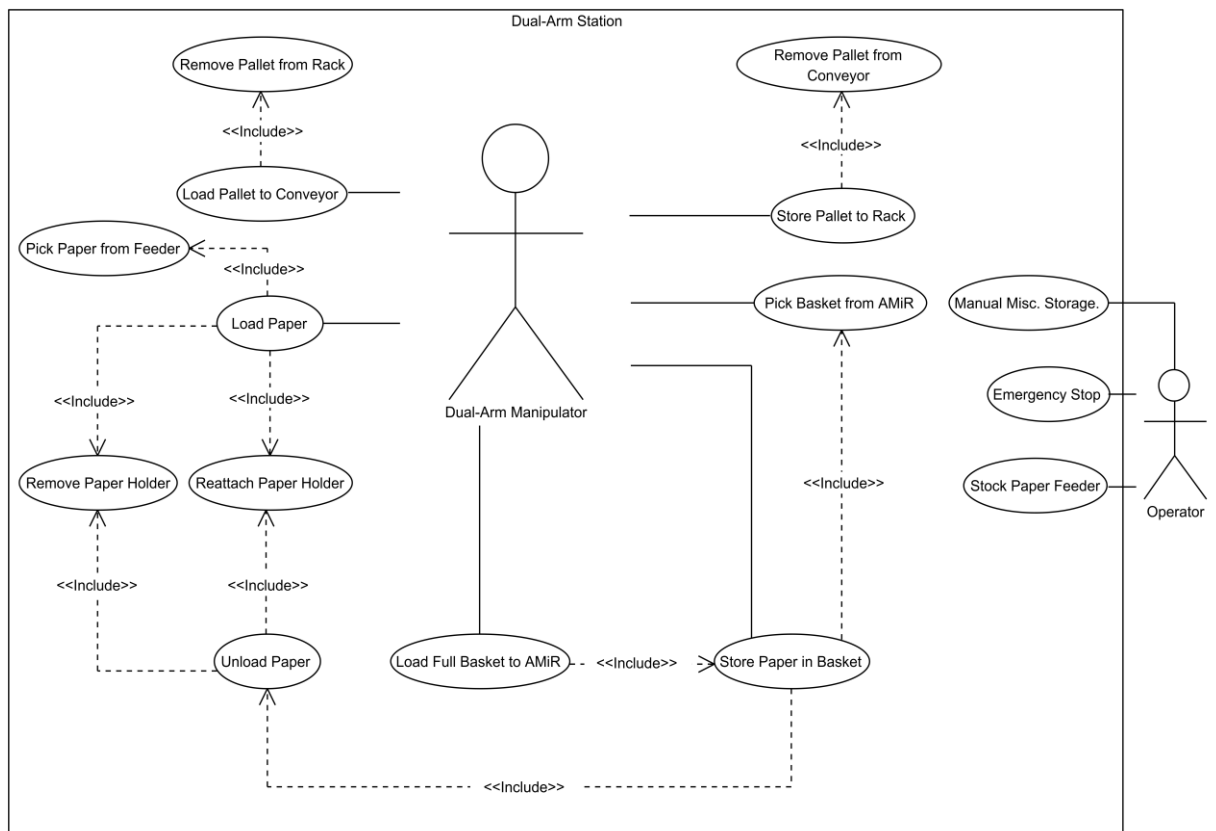 Dual-Arm Station
Remove Pallet from Rack
Remove Pallet from
Conveyor
<<Include>>
<<Include>>
Load Pallet to Conveyor
Store Pallet to Rack
Pick Paper from Feeder
<<Include>>
Load Paper
Pick Basket from AMiR
Manual Misc. Storage.
<<Include>>
<<Include>>
Dual-Arm Manipulator
Emergency Stop
Remove Paper Holder
Reattach Paper Holder
<<Include>>
Stock Paper Feeder
Operator
<<Include>>
<<Include>>
Unload Paper
Load Full Basket to AMiR
<<Include>>
Store Paper in Basket
<<Include>>